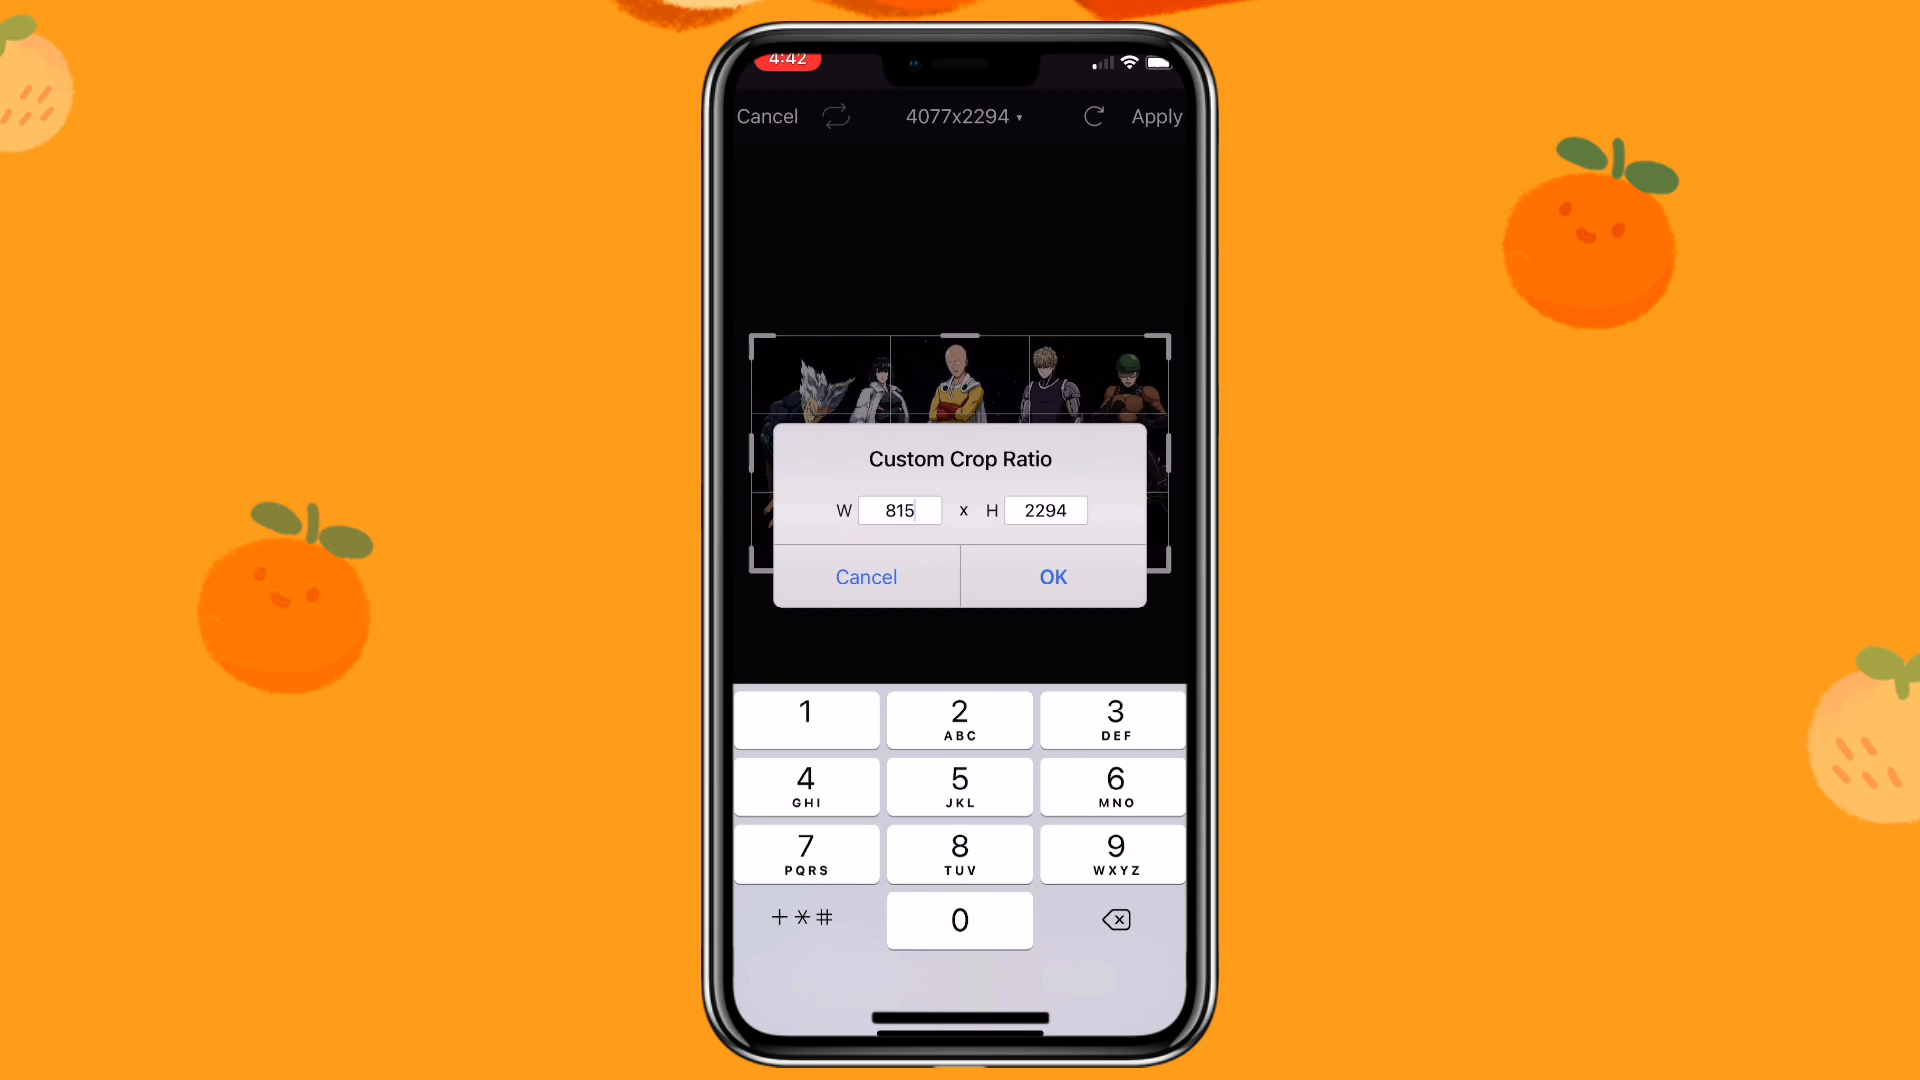 4:42
Cancel 4077x2294 ▾ Apply
Custom Crop Ratio
W 815 x H 2294
Cancel OK
1 2 3
ABC DEF
4 5 6
GHI JKL MNO
7 8 9
PQRS TUV WXYZ
+*# 0